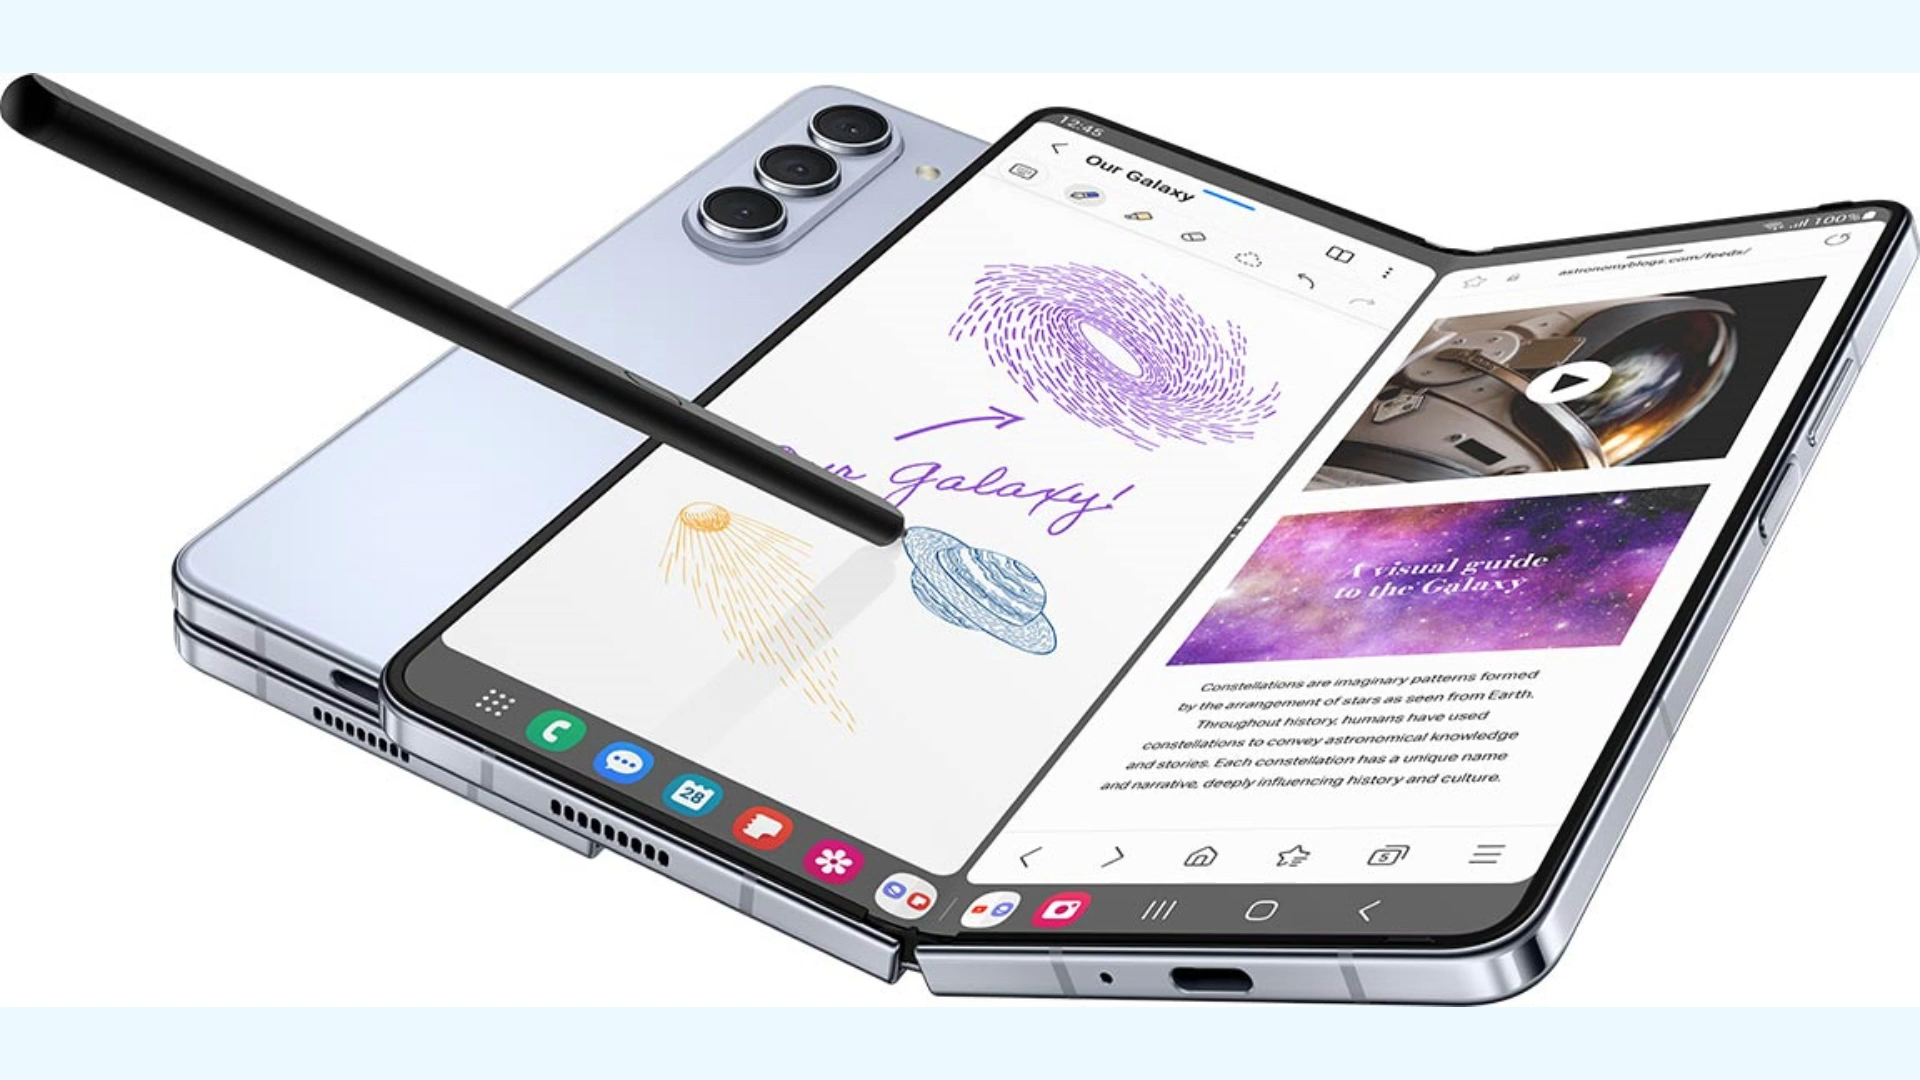 12:45
Our Galaxy
Galaxy!
28
100%
astronomyblogs.com/feeds/
A visual guide
to the Galaxy
Constellations are imaginary patterns formed
by the arrangement of stars as seen from Earth.
Throughout history, humans have used
constellations to convey astronomical knowledge
and stories. Each constellation has a unique name
and narrative, deeply influencing history and culture.
5